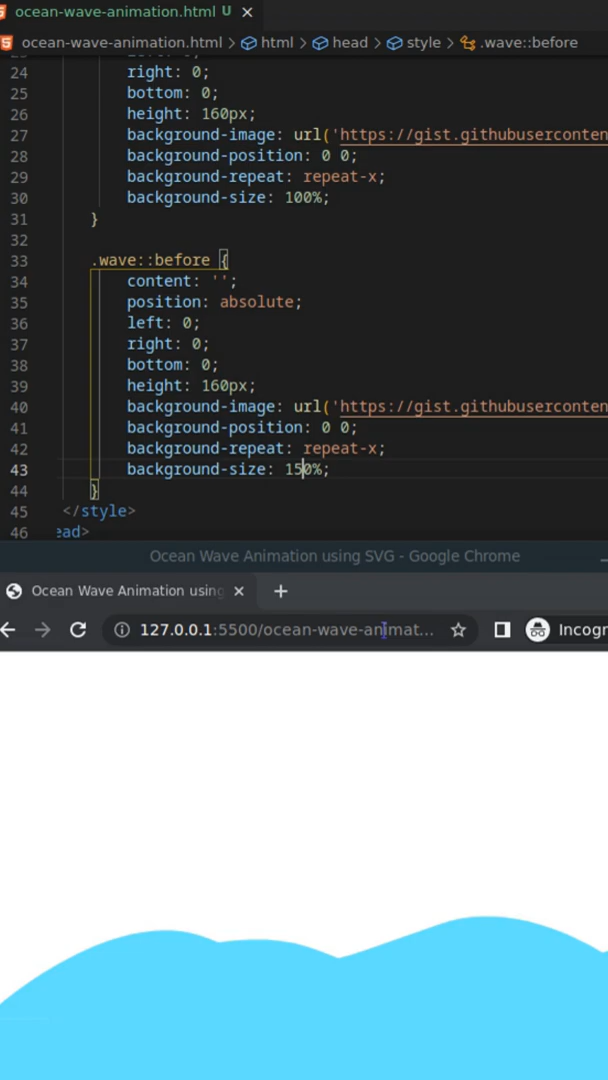 ocean-wave-animation.html U ×
ocean-wave-animation.html > html > head > style > .wave::before
24 right: 0;
25 bottom: 0;
26 height: 160px;
27 background-image: url('https://gist.githubuserconten
28 background-position: 0 0;
29 background-repeat: repeat-x;
30 background-size: 100%;
31 }
32
33 .wave::before {
34 content: '';
35 position: absolute;
36 left: 0;
37 right: 0;
38 bottom: 0;
39 height: 160px;
40 background-image: url('https://gist.githubuserconten
41 background-position: 0 0;
42 background-repeat: repeat-x;
43 background-size: 150%;
44 }
45 </style>
46 ead>
Ocean Wave Animation using SVG - Google Chrome
Ocean Wave Animation using × +
127.0.0.1:5500/ocean-wave-animat... Incogn